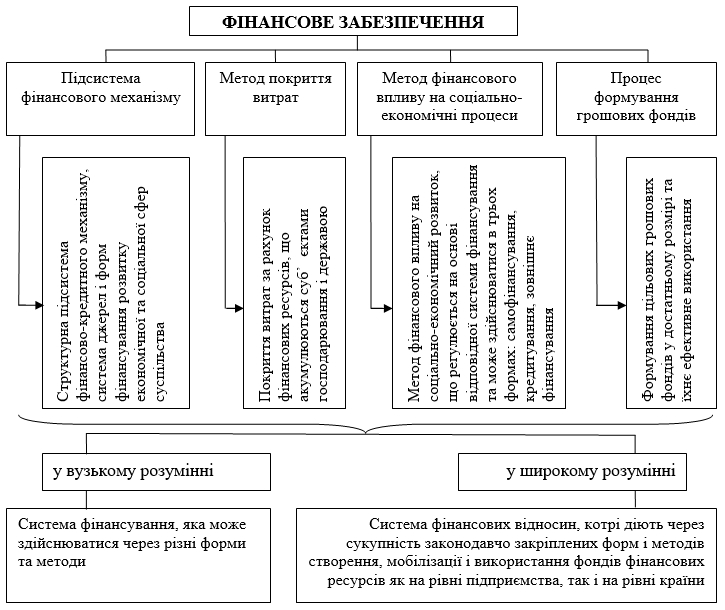 ФІНАНСОВЕ ЗАБЕЗПЕЧЕННЯ
Підсистема
фінансового механізму
Метод покриття
витрат
Метод фінансового
впливу на соціально-
економічні процеси
Процес
формування
грошових фондів
Структурна підсистема
фінансово-кредитного механізму,
система джерел і форм
фінансування розвитку
економічної та соціальної сфер
суспільства
Покриття витрат за рахунок
фінансових ресурсів, що
акумулюються суб`єктами
господарювання і державою
Метод фінансового впливу на
соціально-економічний розвиток,
що регулюється на основі
відповідної системи фінансування
та може здійснюватися в трьох
формах: самофінансування,
кредитування, зовнішнє
фінансування
Формування цільових грошових
фондів у достатньому розмірі та
їхнє ефективне використання
у вузькому розумінні
у широкому розумінні
Система фінансування, яка може
здійснюватися через різні форми
та методи
Система фінансових відносин, котрі діють через
сукупність законодавчо закріплених форм і методів
створення, мобілізації і використання фондів фінансових
ресурсів як на рівні підприємства, так і на рівні країни